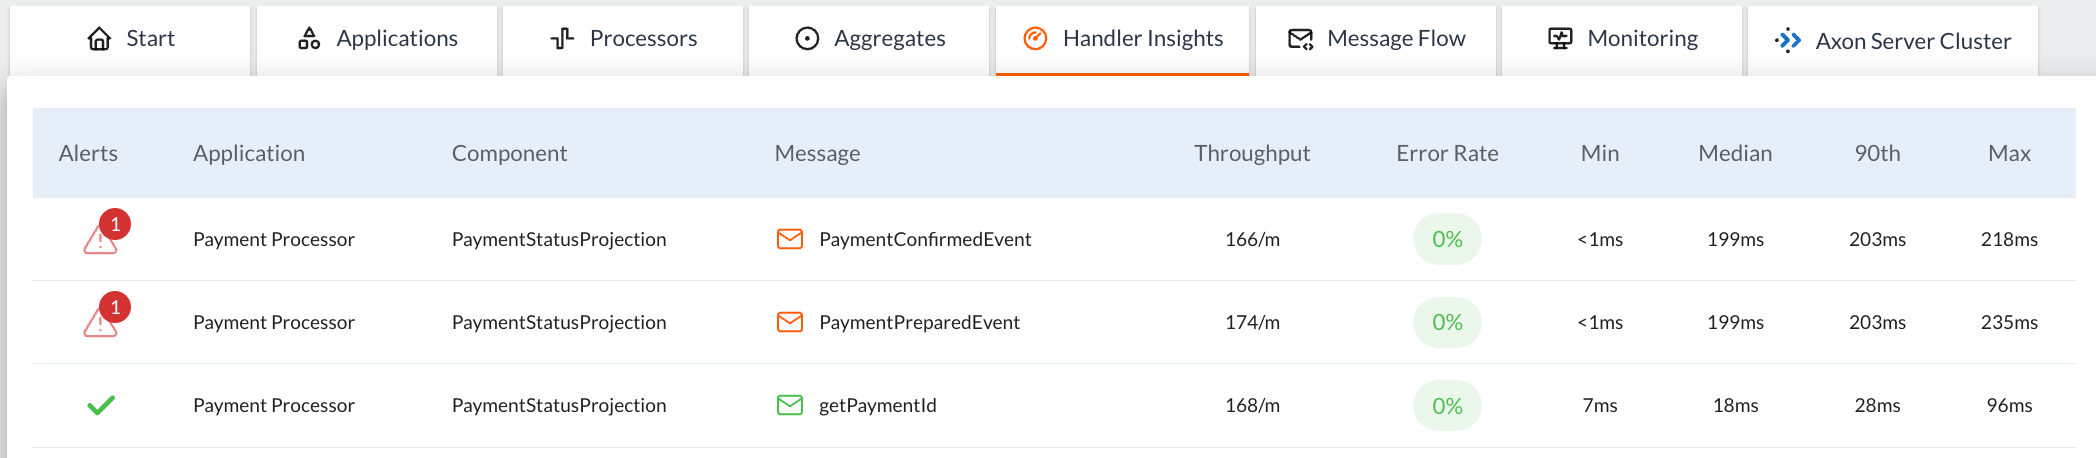 Start Applications Processors Aggregates Handler Insights Message Flow Monitoring Axon Server Cluster
Alerts Application Component Message Throughput Error Rate Min Median 90th Max
1 Payment Processor PaymentStatusProjection PaymentConfirmedEvent 166/m 0% <1ms 199ms 203ms 218ms
1 Payment Processor PaymentStatusProjection PaymentPreparedEvent 174/m 0% <1ms 199ms 203ms 235ms
Payment Processor PaymentStatusProjection getPaymentId 168/m 0% 7ms 18ms 28ms 96ms